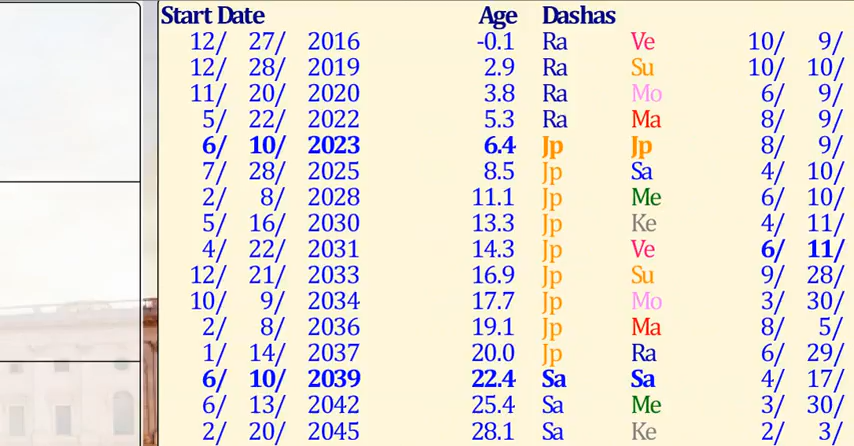 Start Date Age Dashas
12/ 27/ 2016 -0.1 Ra Ve 10/ 9/
12/ 28/ 2019 2.9 Ra Su 10/ 10/
11/ 20/ 2020 3.8 Ra Mo 6/ 9/
5/ 22/ 2022 5.3 Ra Ma 8/ 9/
6/ 10/ 2023 6.4 Jp Jp 8/ 9/
7/ 28/ 2025 8.5 Jp Sa 4/ 10/
2/ 8/ 2028 11.1 Jp Me 6/ 10/
5/ 16/ 2030 13.3 Jp Ke 4/ 11/
4/ 22/ 2031 14.3 Jp Ve 6/ 11/
12/ 21/ 2033 16.9 Jp Su 9/ 28/
10/ 9/ 2034 17.7 Jp Mo 3/ 30/
2/ 8/ 2036 19.1 Jp Ma 8/ 5/
1/ 14/ 2037 20.0 Jp Ra 6/ 29/
6/ 10/ 2039 22.4 Sa Sa 4/ 17/
6/ 13/ 2042 25.4 Sa Me 3/ 30/
2/ 20/ 2045 28.1 Sa Ke 2/ 3/